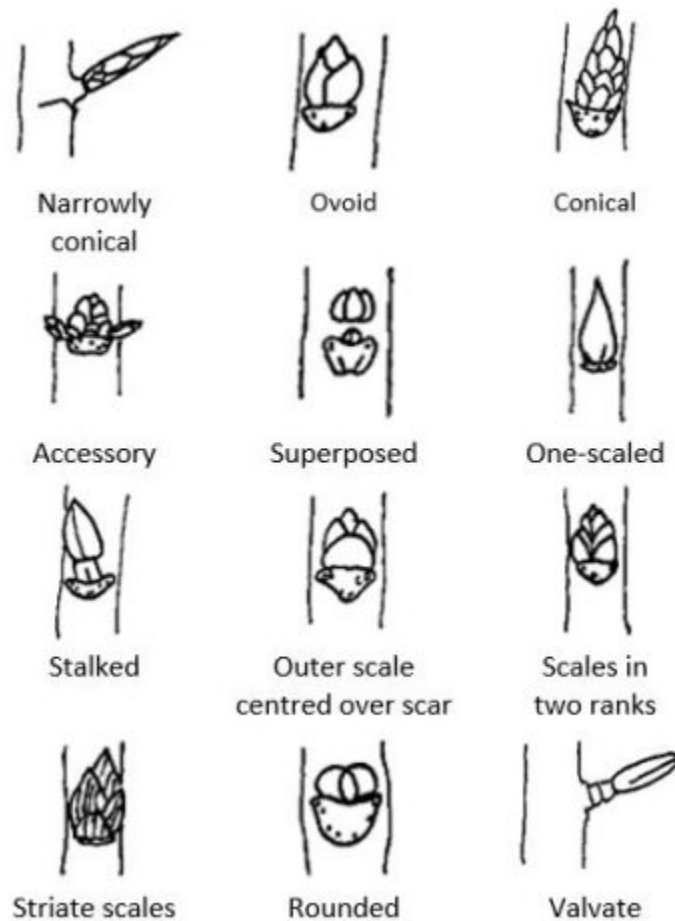 Narrowly
conical
Ovoid
Conical
Accessory
Superposed
One-scaled
Stalked
Outer scale
centred over scar
Scales in
two ranks
Striate scales
Rounded
Valvate